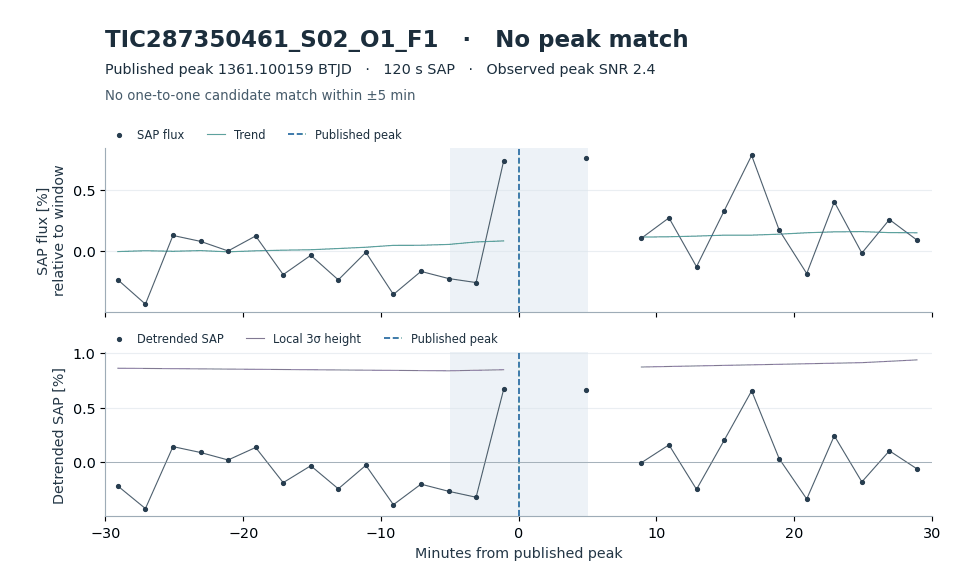 TIC287350461_S02_O1_F1 · No peak match
Published peak 1361.100159 BTJD · 120 s SAP · Observed peak SNR 2.4
No one-to-one candidate match within ±5 min
SAP flux Trend Published peak
SAP flux [%]
relative to window
0.5
0.0
Detrended SAP Local 3σ height Published peak
Detrended SAP [%]
1.0
0.5
0.0
−30 −20 −10 0 10 20 30
Minutes from published peak